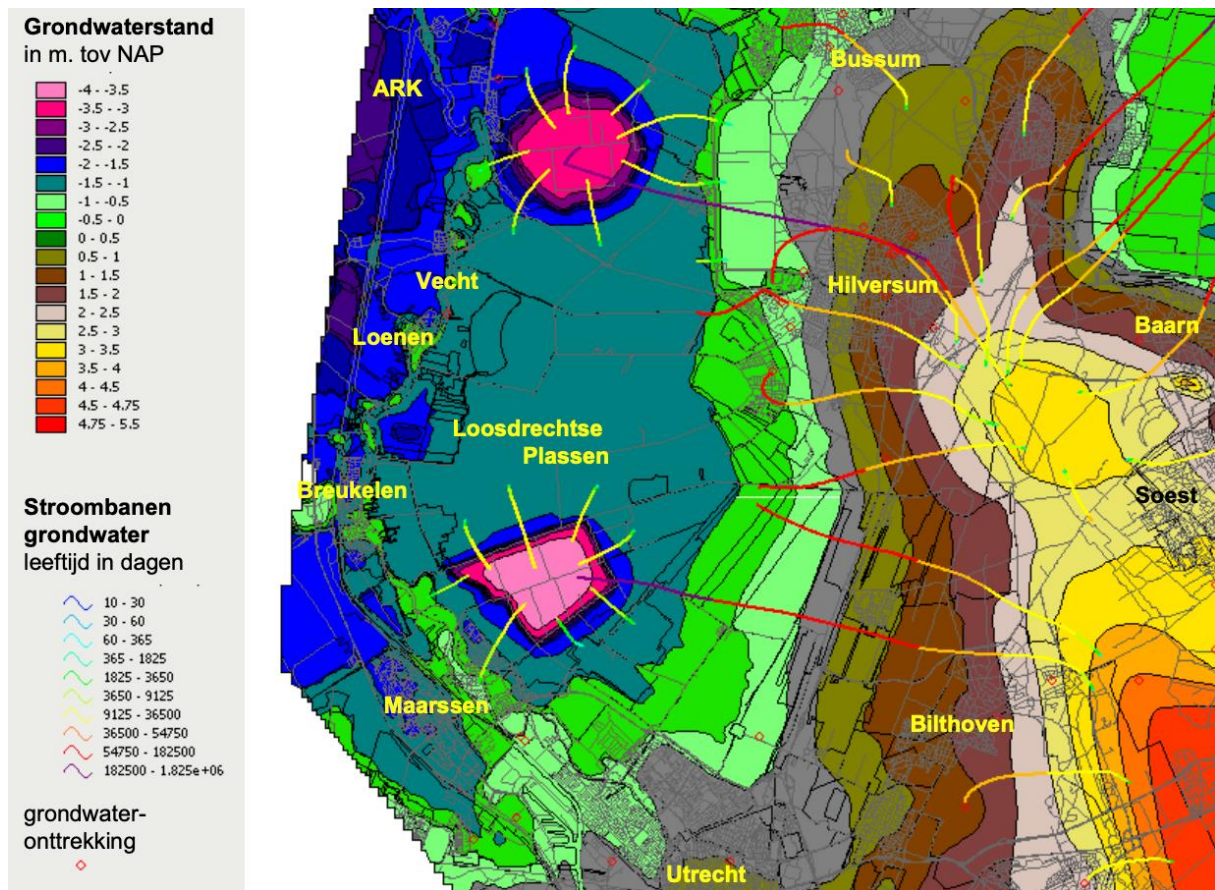 Grondwaterstand
in m. tov NAP
-4 - -3.5
-3.5 - -3
-3 - -2.5
-2.5 - -2
-2 - -1.5
-1.5 - -1
-1 - -0.5
-0.5 - 0
0 - 0.5
0.5 - 1
1 - 1.5
1.5 - 2
2 - 2.5
2.5 - 3
3 - 3.5
3.5 - 4
4 - 4.5
4.5 - 4.75
4.75 - 5.5
Stroombanen
grondwater
leeftijd in dagen
10 - 30
30 - 60
60 - 365
365 - 1825
1825 - 3650
3650 - 9125
9125 - 36500
36500 - 54750
54750 - 182500
182500 - 1.825e+06
grondwater-
onttrekking
ARK
Bussum
Vecht
Hilversum
Loenen
Baarn
Loosdrechtse
Plassen
Breukelen
Soest
Maarssen
Bilthoven
Utrecht